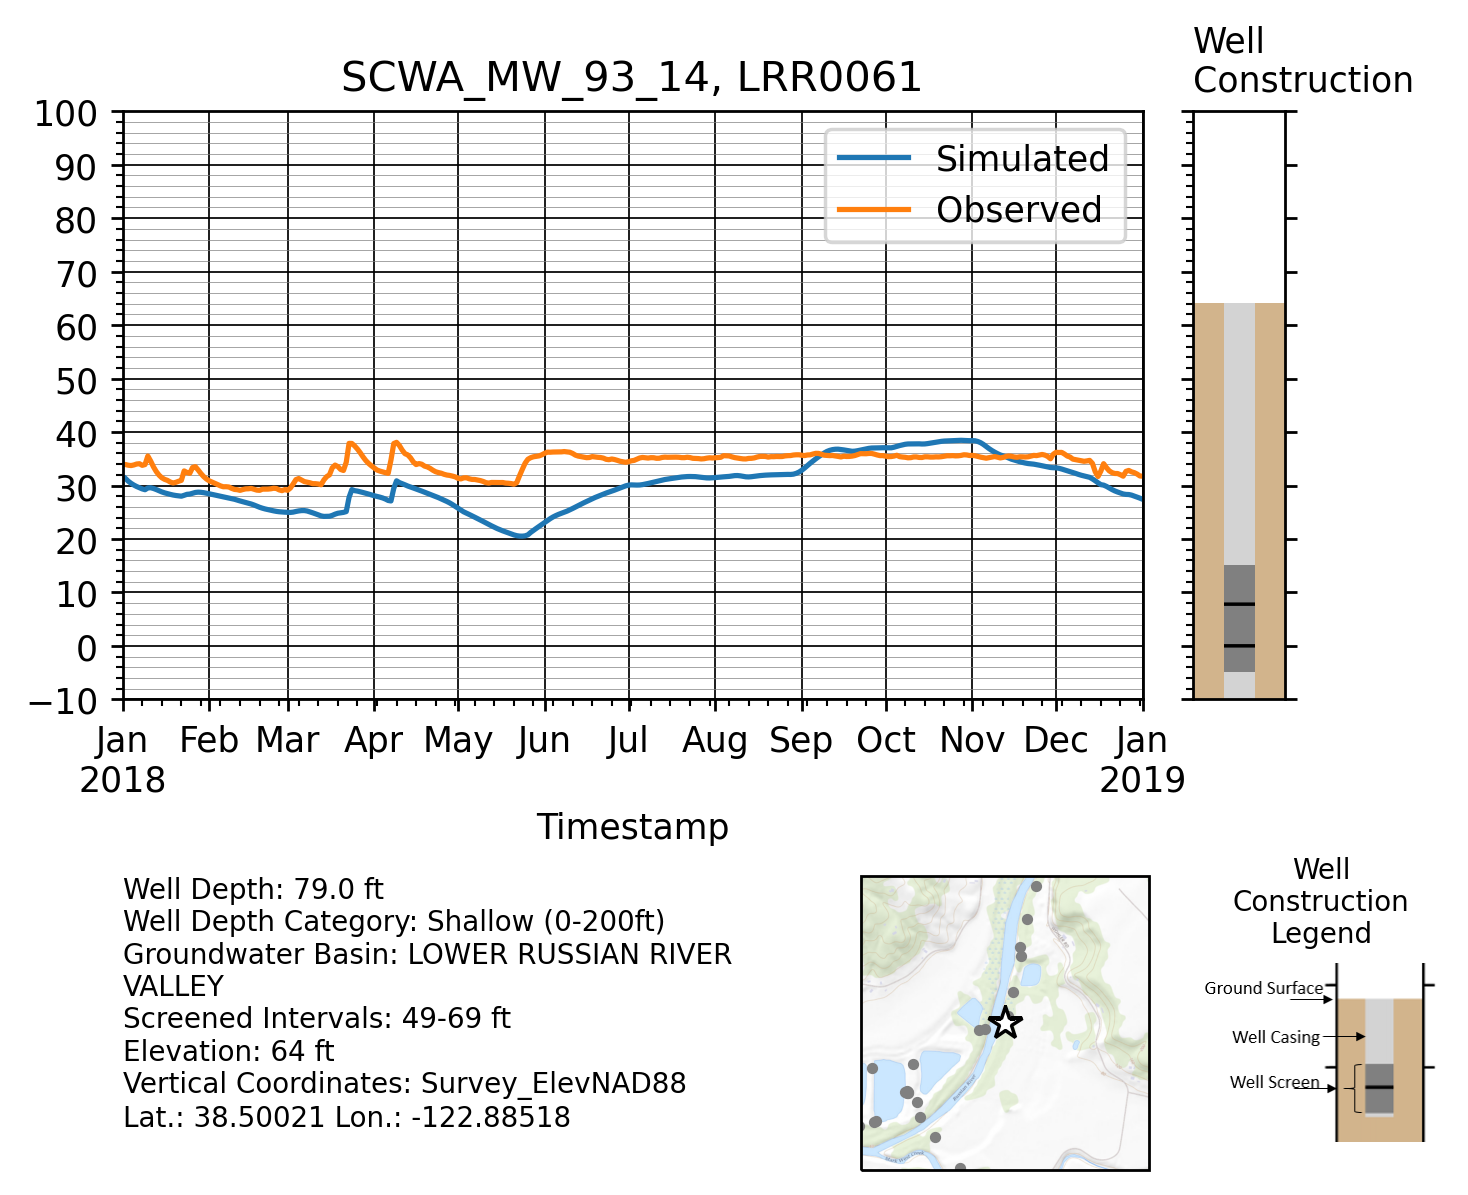 Well
Construction
SCWA_MW_93_14, LRR0061
100
90
80
70
60
50
40
30
20
10
0
−10
Simulated
Observed
Jan Feb Mar Apr May Jun Jul Aug Sep Oct Nov Dec Jan
2018 2019
Timestamp
Well Depth: 79.0 ft
Well Depth Category: Shallow (0-200ft)
Groundwater Basin: LOWER RUSSIAN RIVER
VALLEY
Screened Intervals: 49-69 ft
Elevation: 64 ft
Vertical Coordinates: Survey_ElevNAD88
Lat.: 38.50021 Lon.: -122.88518
Well
Construction
Legend
Ground Surface
Well Casing
Well Screen